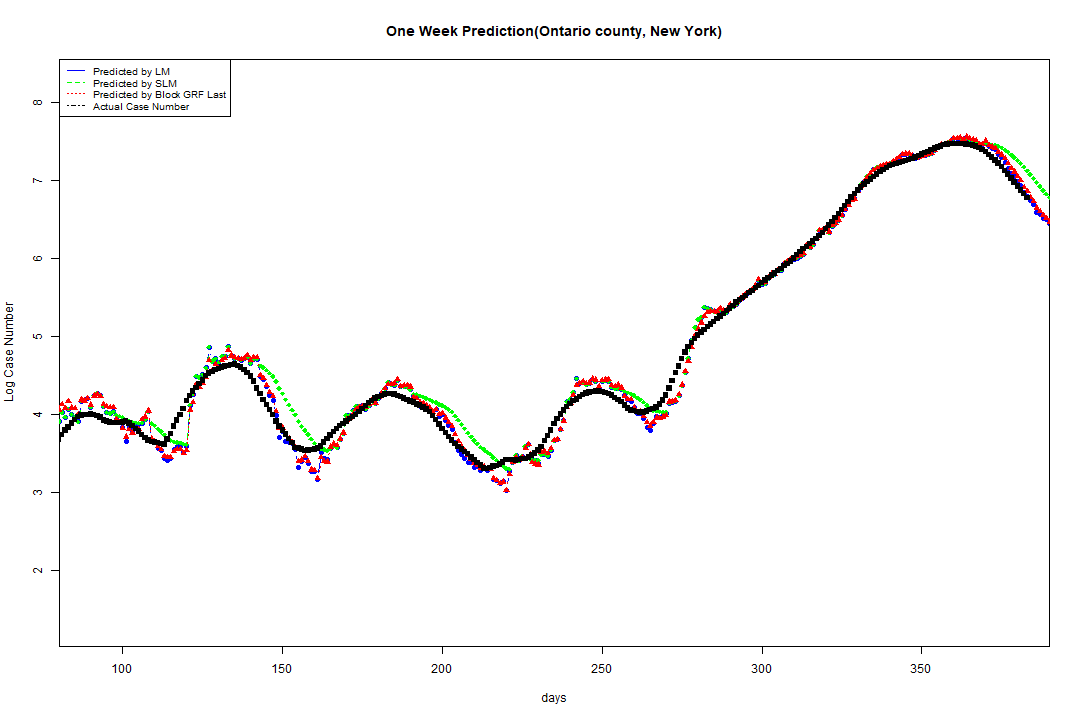 One Week Prediction(Ontario county, New York)
Predicted by LM
Predicted by SLM
Predicted by Block GRF Last
Actual Case Number
Log Case Number
8
7
6
5
4
3
2
100 150 200 250 300 350
days